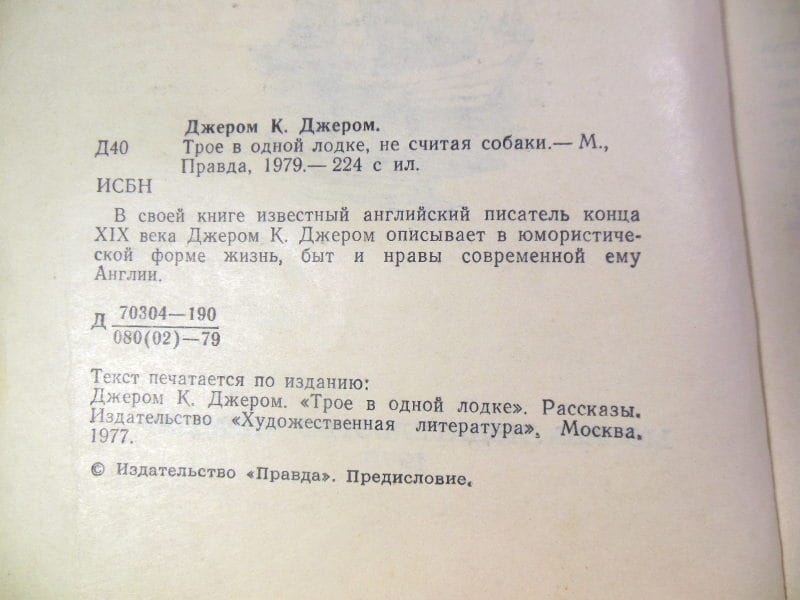 Джером К. Джером.
Д40 Трое в одной лодке, не считая собаки.— М.,
Правда, 1979.— 224 с ил.
ИСБН
В своей книге известный английский писатель конца
XIX века Джером К. Джером описывает в юмористиче-
ской форме жизнь, быт и нравы современной ему
Англии.
Д 70304—190
080(02)—79
Текст печатается по изданию:
Джером К. Джером. «Трое в одной лодке». Рассказы.
Издательство «Художественная литература», Москва,
1977.
© Издательство «Правда». Предисловие.